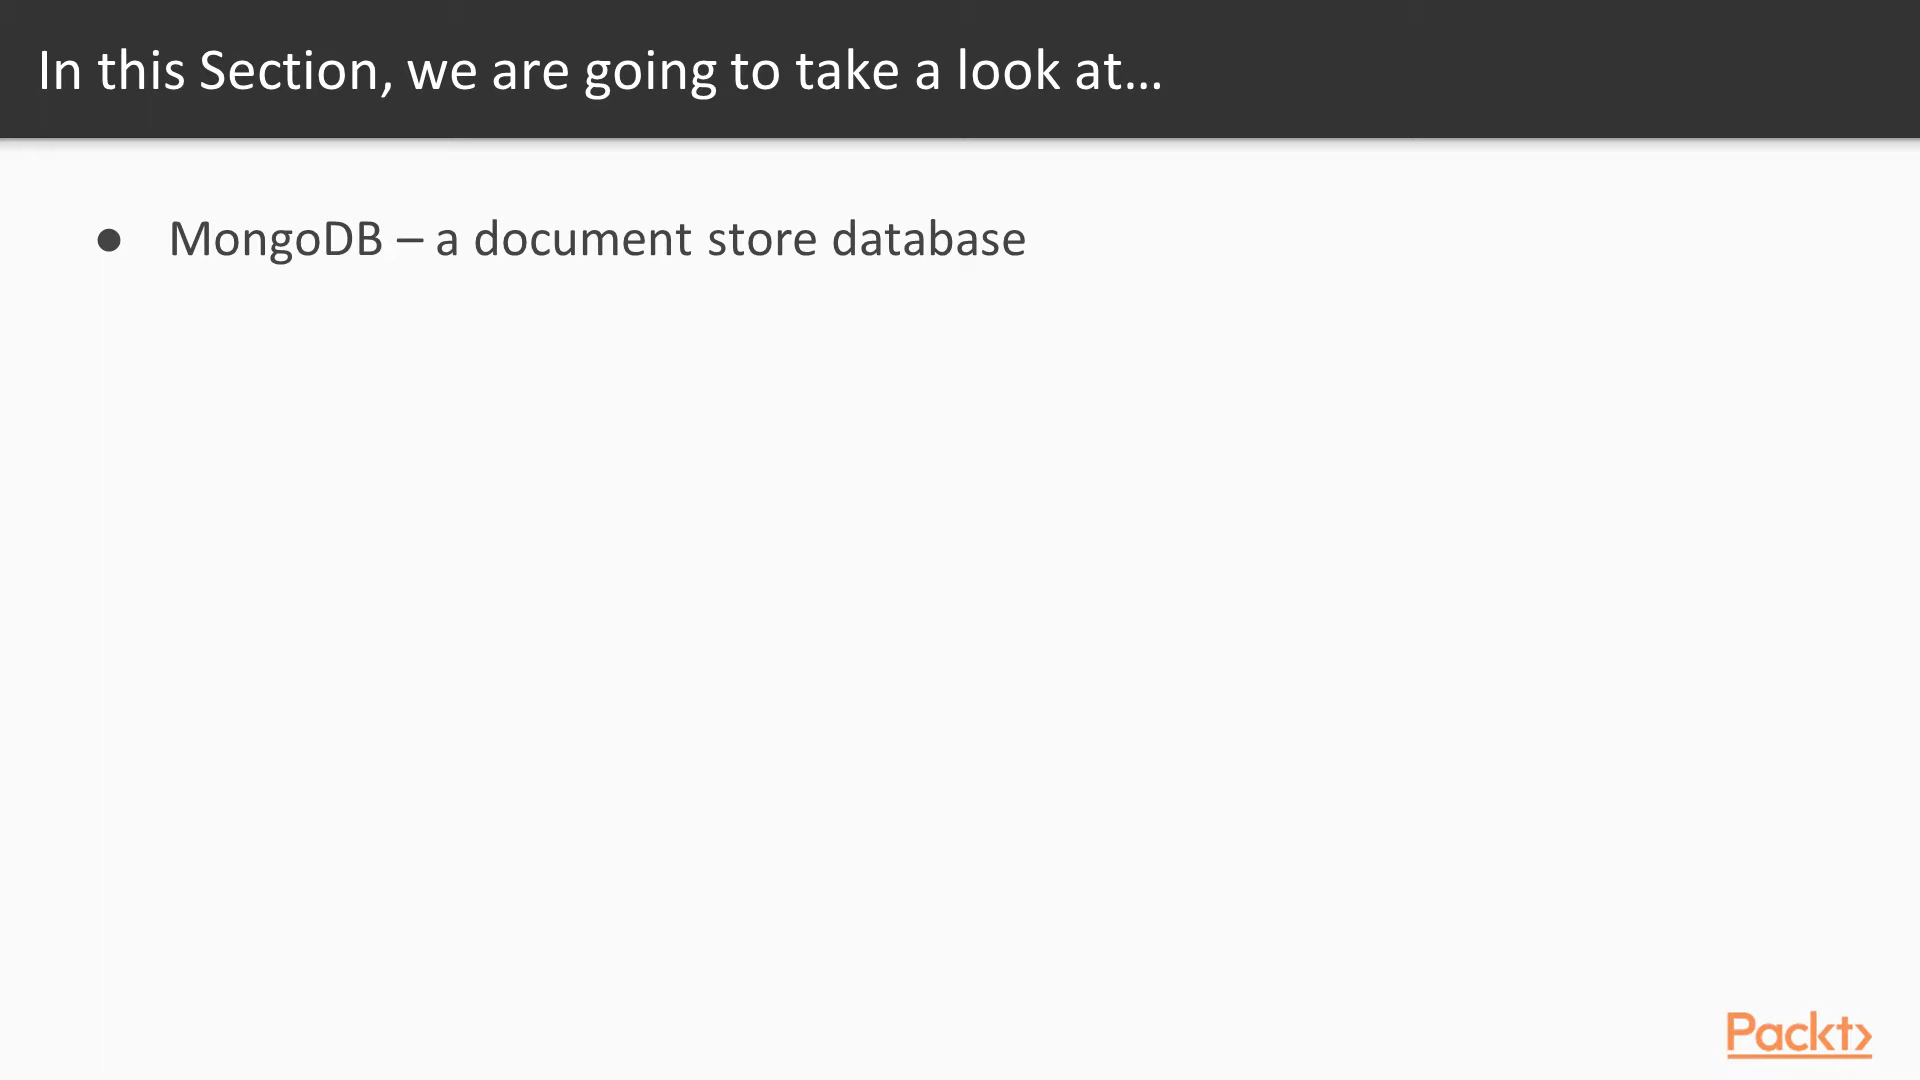 In this Section, we are going to take a look at...
● MongoDB – a document store database
Packt>